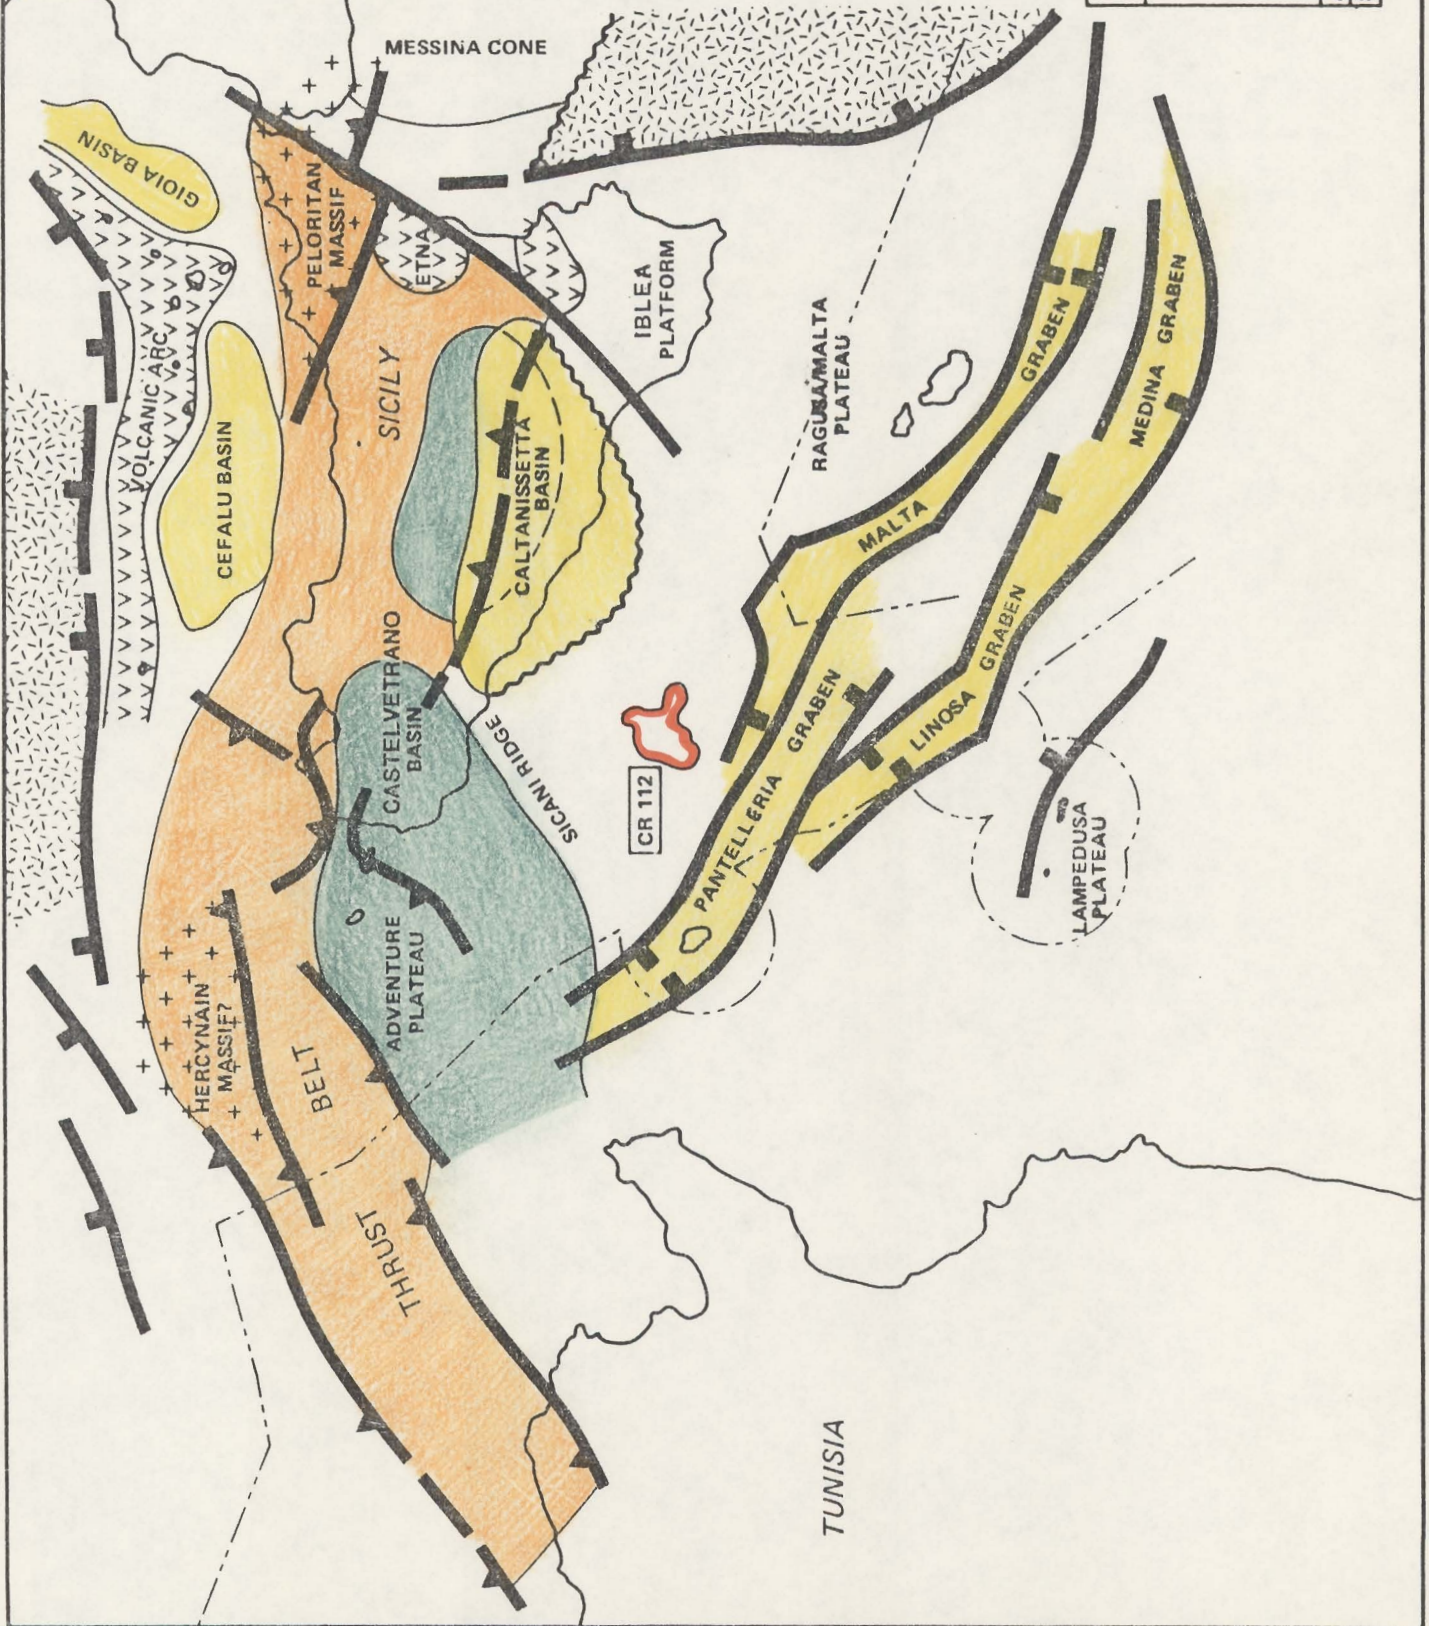 MESSINA CONE
GIOIA BASIN
PELORITAN
MASSIF
ETNA
IBLEA
PLATFORM
VOLCANIC ARC
CEFALU BASIN
SICILY
CALTANISSETTA
BASIN
RAGUSA/MALTA
PLATEAU
MALTA GRABEN
MEDINA GRABEN
CASTELVETRANO
BASIN
SICANI RIDGE
CR 112
PANTELLERIA GRABEN
LINOSA GRABEN
LAMPEDUSA
PLATEAU
ADVENTURE
PLATEAU
HERCYNAIN
MASSIF?
THRUST BELT
TUNISIA